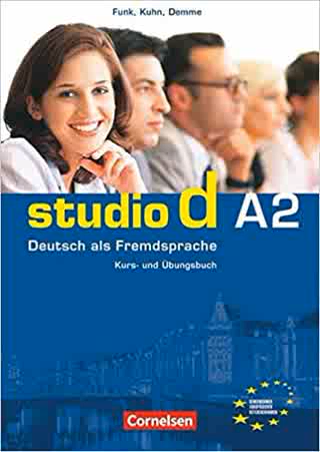 Funk, Kuhn, Demme
studio d A2
Deutsch als Fremdsprache
Kurs- und Übungsbuch
Cornelsen